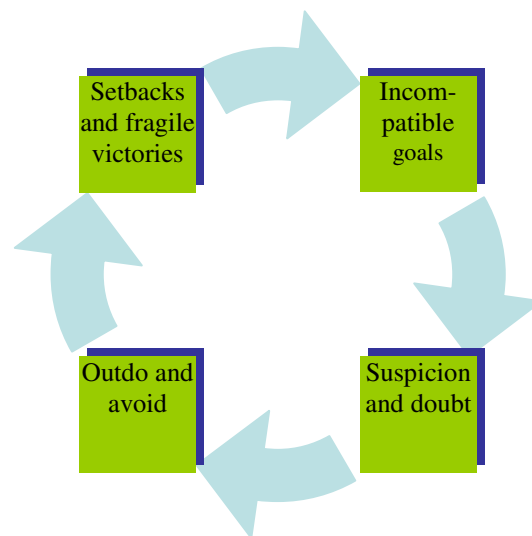 Setbacks
and fragile
victories
Incom-
patible
goals
Outdo and
avoid
Suspicion
and doubt